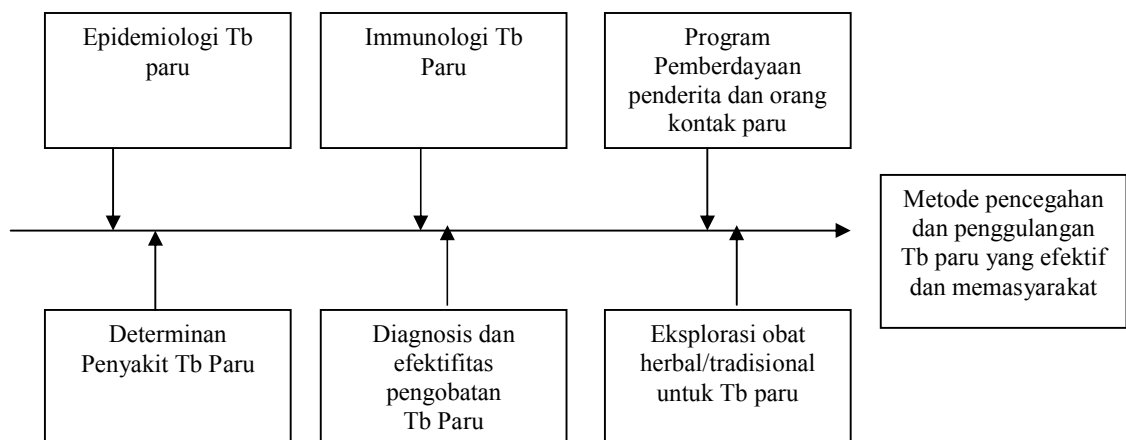 Epidemiologi Tb
paru
Immunologi Tb
Paru
Program
Pemberdayaan
penderita dan orang
kontak paru
Metode pencegahan
dan penggulangan
Tb paru yang efektif
dan memasyarakat
Determinan
Penyakit Tb Paru
Diagnosis dan
efektifitas
pengobatan
Tb Paru
Eksplorasi obat
herbal/tradisional
untuk Tb paru